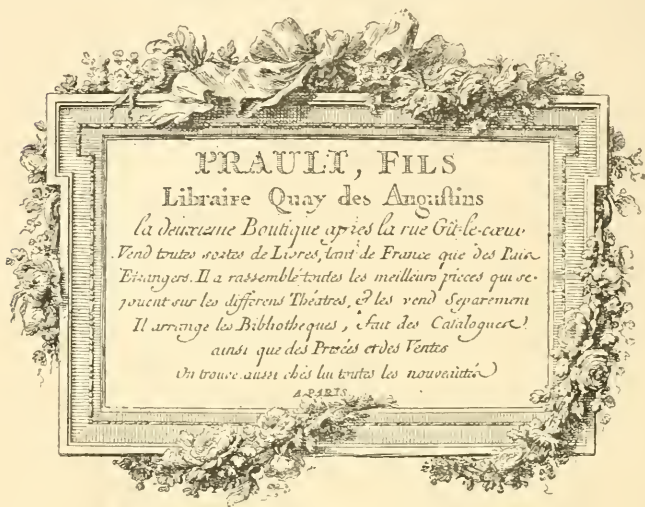 PRAULT, FILS
Libraire Quay des Augustins
la deuxieme Boutique après la rue Gît-le-cœur
Vend toutes sortes de Livres, tant de France que des Païs
Etrangers. Il a rassemblé toutes les meilleurs pieces qui se
jouent sur les differens Théatres, & les vend Separement
Il arrange les Bibliotheques, & fait des Catalogues
ainsi que des Prisées et des Ventes
On trouve aussi chés lui toutes les nouveautés
A PARIS